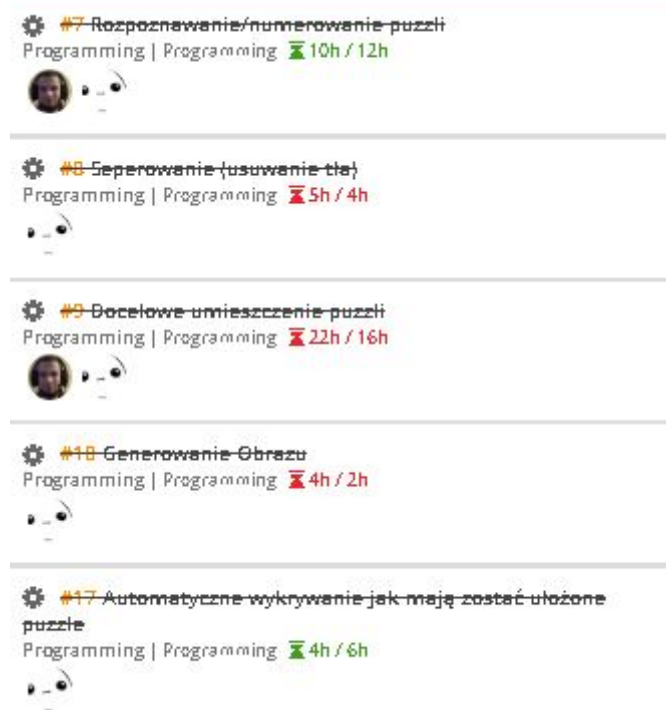 #7 Rozpoznawanie/numerowanie puzzli
Programming | Programming 10h / 12h
#8 Seperowanie (usuwanie tła)
Programming | Programming 5h / 4h
#9 Docelowe umieszczenie puzzli
Programming | Programming 22h / 16h
#10 Generowanie Obrazu
Programming | Programming 4h / 2h
#17 Automatyczne wykrywanie jak mają zostać ułożone
puzzle
Programming | Programming 4h / 6h